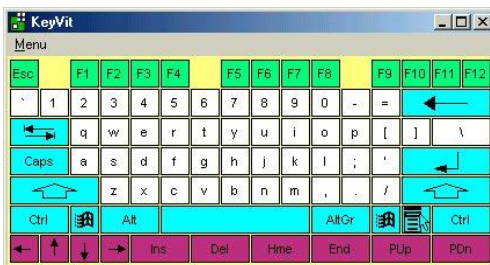 KeyVit
Menu
Esc F1 F2 F3 F4 F5 F6 F7 F8 F9 F10 F11 F12
` 1 2 3 4 5 6 7 8 9 0 - =
q w e r t y u i o p [ ] \
Caps a s d f g h j k l ; '
z x c v b n m , . /
Ctrl Alt AltGr Ctrl
Ins Del Hme End PUp PDn